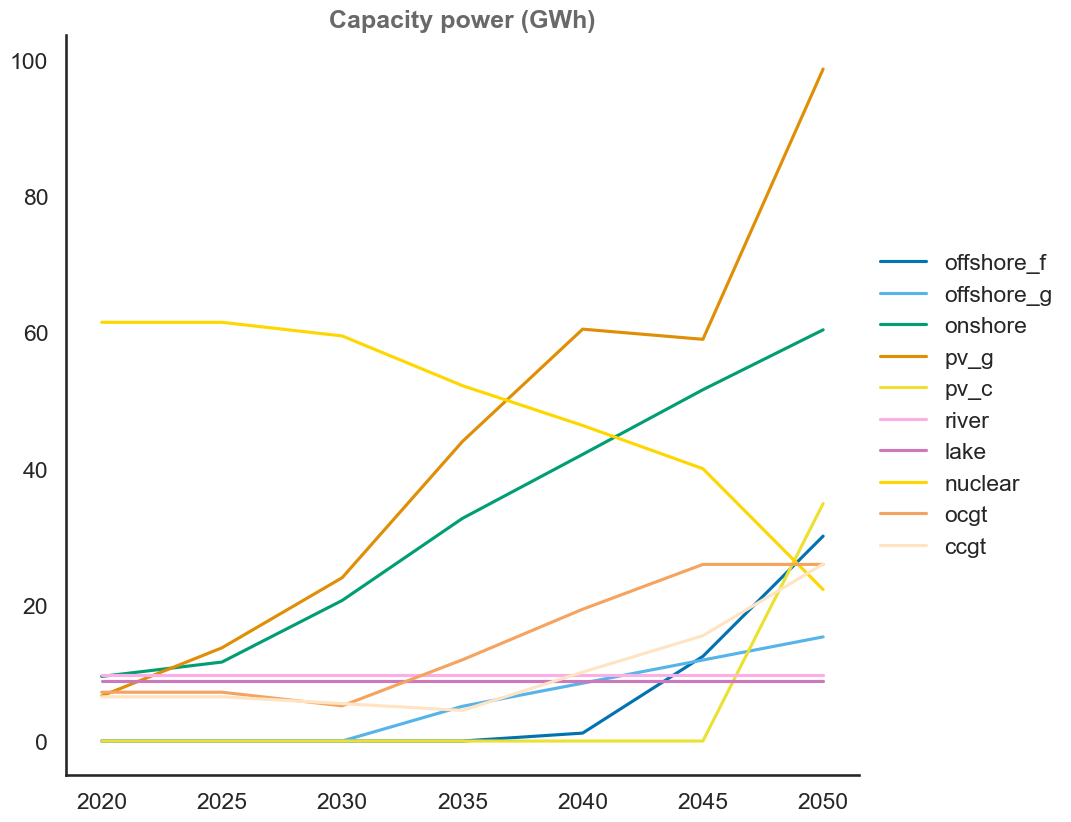 Capacity power (GWh)
100
80
60
40
20
0
2020 2025 2030 2035 2040 2045 2050
offshore_f
offshore_g
onshore
pv_g
pv_c
river
lake
nuclear
ocgt
ccgt